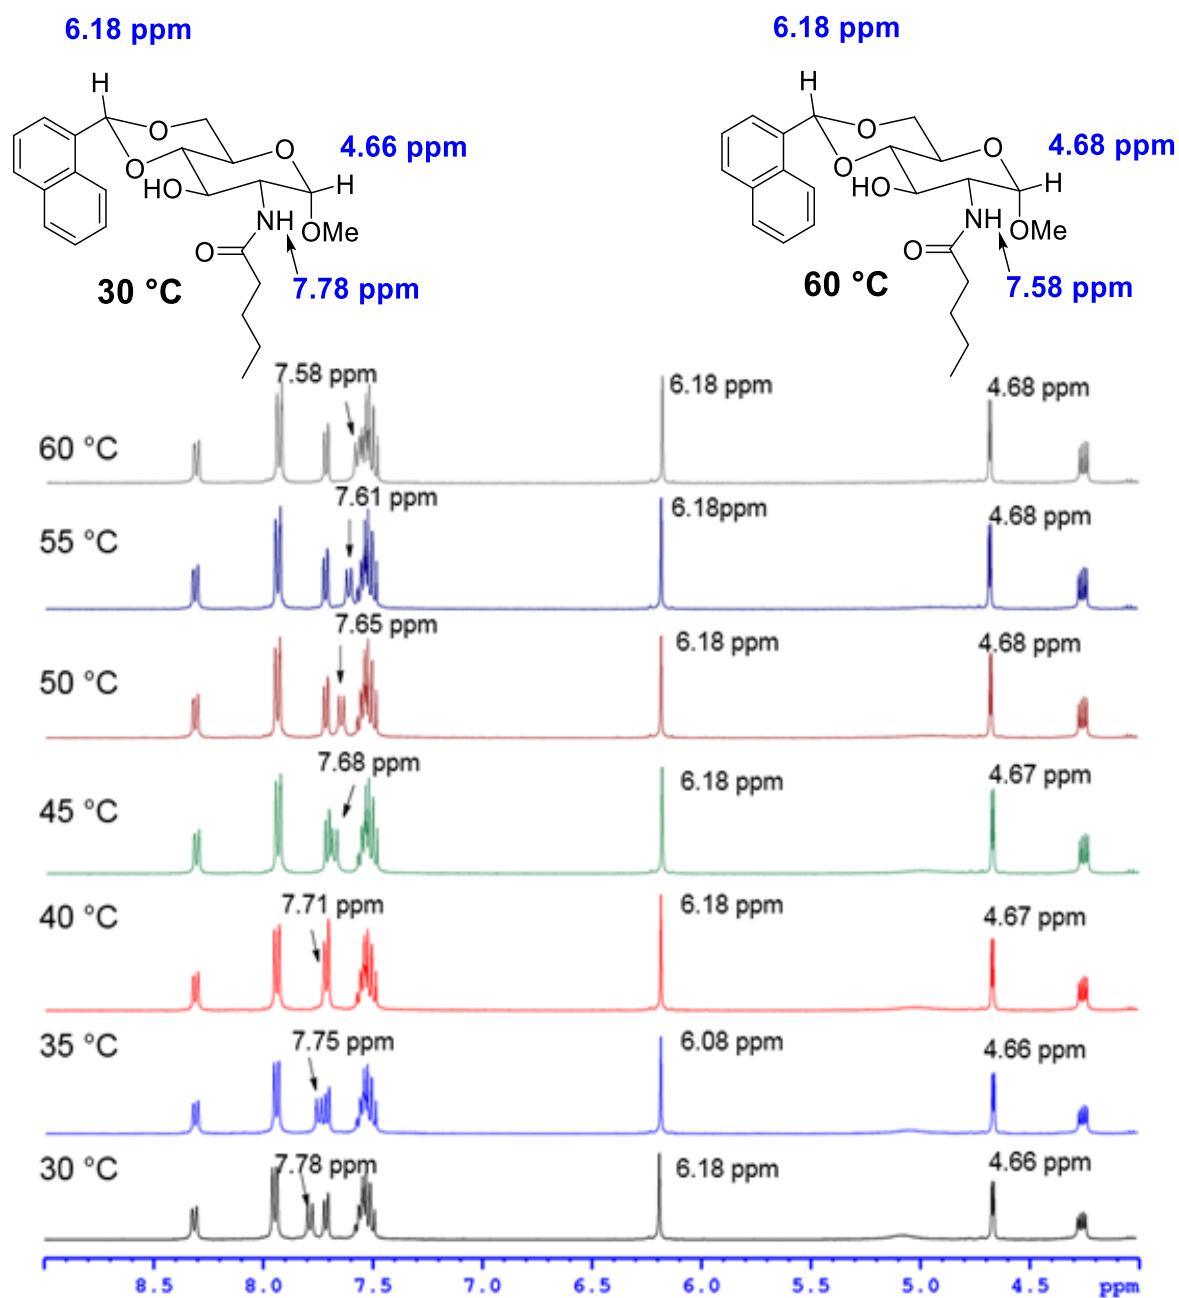 6.18 ppm
6.18 ppm
H
H
O
O
4.66 ppm
O
O
4.68 ppm
O
H
O
H
HO
HO
NH
OMe
NH
OMe
O
O
30 °C
7.78 ppm
60 °C
7.58 ppm
7.58 ppm
6.18 ppm
4.68 ppm
60 °C
7.61 ppm
6.18ppm
4.68 ppm
55 °C
7.65 ppm
6.18 ppm
4.68 ppm
50 °C
7.68 ppm
6.18 ppm
4.67 ppm
45 °C
7.71 ppm
6.18 ppm
4.67 ppm
40 °C
7.75 ppm
6.08 ppm
4.66 ppm
35 °C
7.78 ppm
6.18 ppm
4.66 ppm
30 °C
8.5 8.0 7.5 7.0 6.5 6.0 5.5 5.0 4.5 ppm